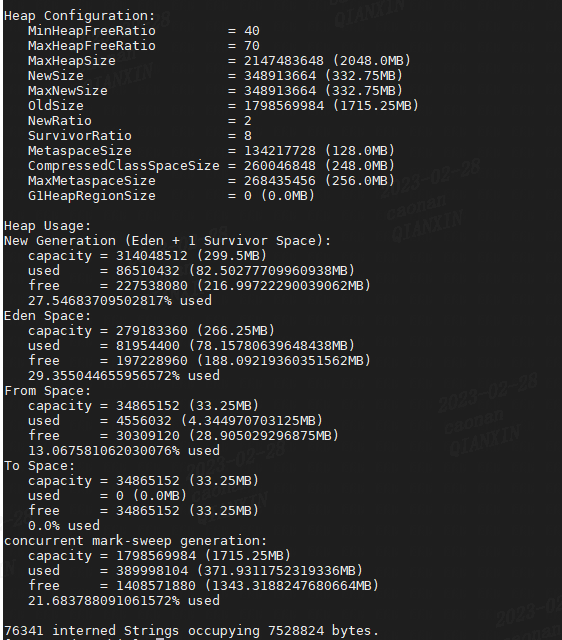 Heap Configuration:
MinHeapFreeRatio = 40
MaxHeapFreeRatio = 70
MaxHeapSize = 2147483648 (2048.0MB)
NewSize = 348913664 (332.75MB)
MaxNewSize = 348913664 (332.75MB)
OldSize = 1798569984 (1715.25MB)
NewRatio = 2
SurvivorRatio = 8
MetaspaceSize = 134217728 (128.0MB)
CompressedClassSpaceSize = 260046848 (248.0MB)
MaxMetaspaceSize = 268435456 (256.0MB)
G1HeapRegionSize = 0 (0.0MB)
Heap Usage:
New Generation (Eden + 1 Survivor Space):
capacity = 314048512 (299.5MB)
used = 86510432 (82.50277709960938MB)
free = 227538080 (216.99722290039062MB)
27.54683709502817% used
Eden Space:
capacity = 279183360 (266.25MB)
used = 81954400 (78.15780639648438MB)
free = 197228960 (188.09219360351562MB)
29.355044655956572% used
From Space:
capacity = 34865152 (33.25MB)
used = 4556032 (4.344970703125MB)
free = 30309120 (28.905029296875MB)
13.067581062030076% used
To Space:
capacity = 34865152 (33.25MB)
used = 0 (0.0MB)
free = 34865152 (33.25MB)
0.0% used
concurrent mark-sweep generation:
capacity = 1798569984 (1715.25MB)
used = 389998104 (371.9311752319336MB)
free = 1408571880 (1343.3188247680664MB)
21.683788091061572% used
76341 interned Strings occupying 7528824 bytes.